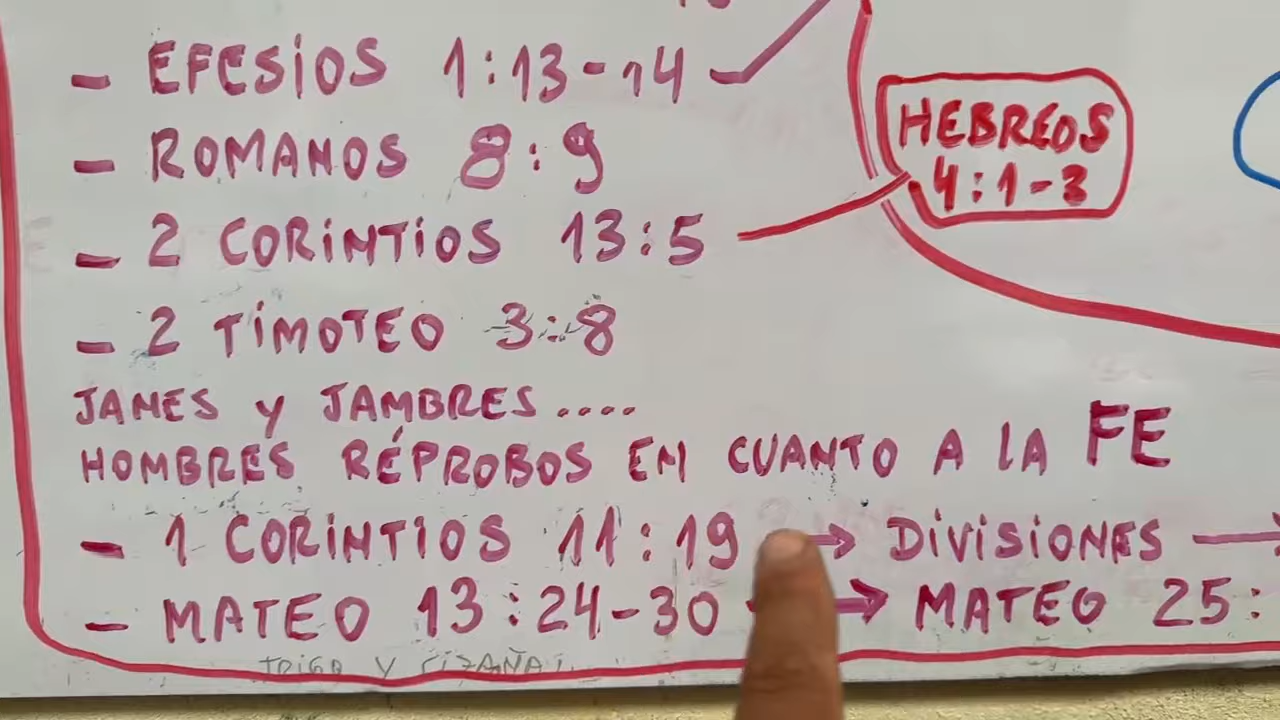 - EFESIOS 1:13-14
- ROMANOS 8:9
- 2 CORINTIOS 13:5
- 2 TIMOTEO 3:8
JANES Y JAMBRES....
HOMBRES RÉPROBOS EN CUANTO A LA FE
- 1 CORINTIOS 11:19 → DIVISIONES →
- MATEO 13:24-30 → MATEO 25:
TRIGO Y CIZAÑA
HEBREOS
4:1-3